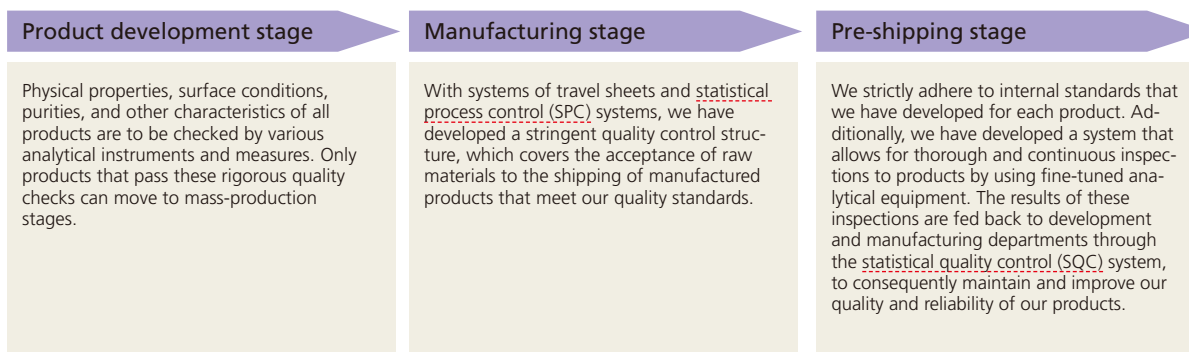 Product development stage
Physical properties, surface conditions,
purities, and other characteristics of all
products are to be checked by various
analytical instruments and measures. Only
products that pass these rigorous quality
checks can move to mass-production
stages.
Manufacturing stage
With systems of travel sheets and statistical
process control (SPC) systems, we have
developed a stringent quality control struc-
ture, which covers the acceptance of raw
materials to the shipping of manufactured
products that meet our quality standards.
Pre-shipping stage
We strictly adhere to internal standards that
we have developed for each product. Ad-
ditionally, we have developed a system that
allows for thorough and continuous inspec-
tions to products by using fine-tuned ana-
lytical equipment. The results of these
inspections are fed back to development
and manufacturing departments through
the statistical quality control (SQC) system,
to consequently maintain and improve our
quality and reliability of our products.